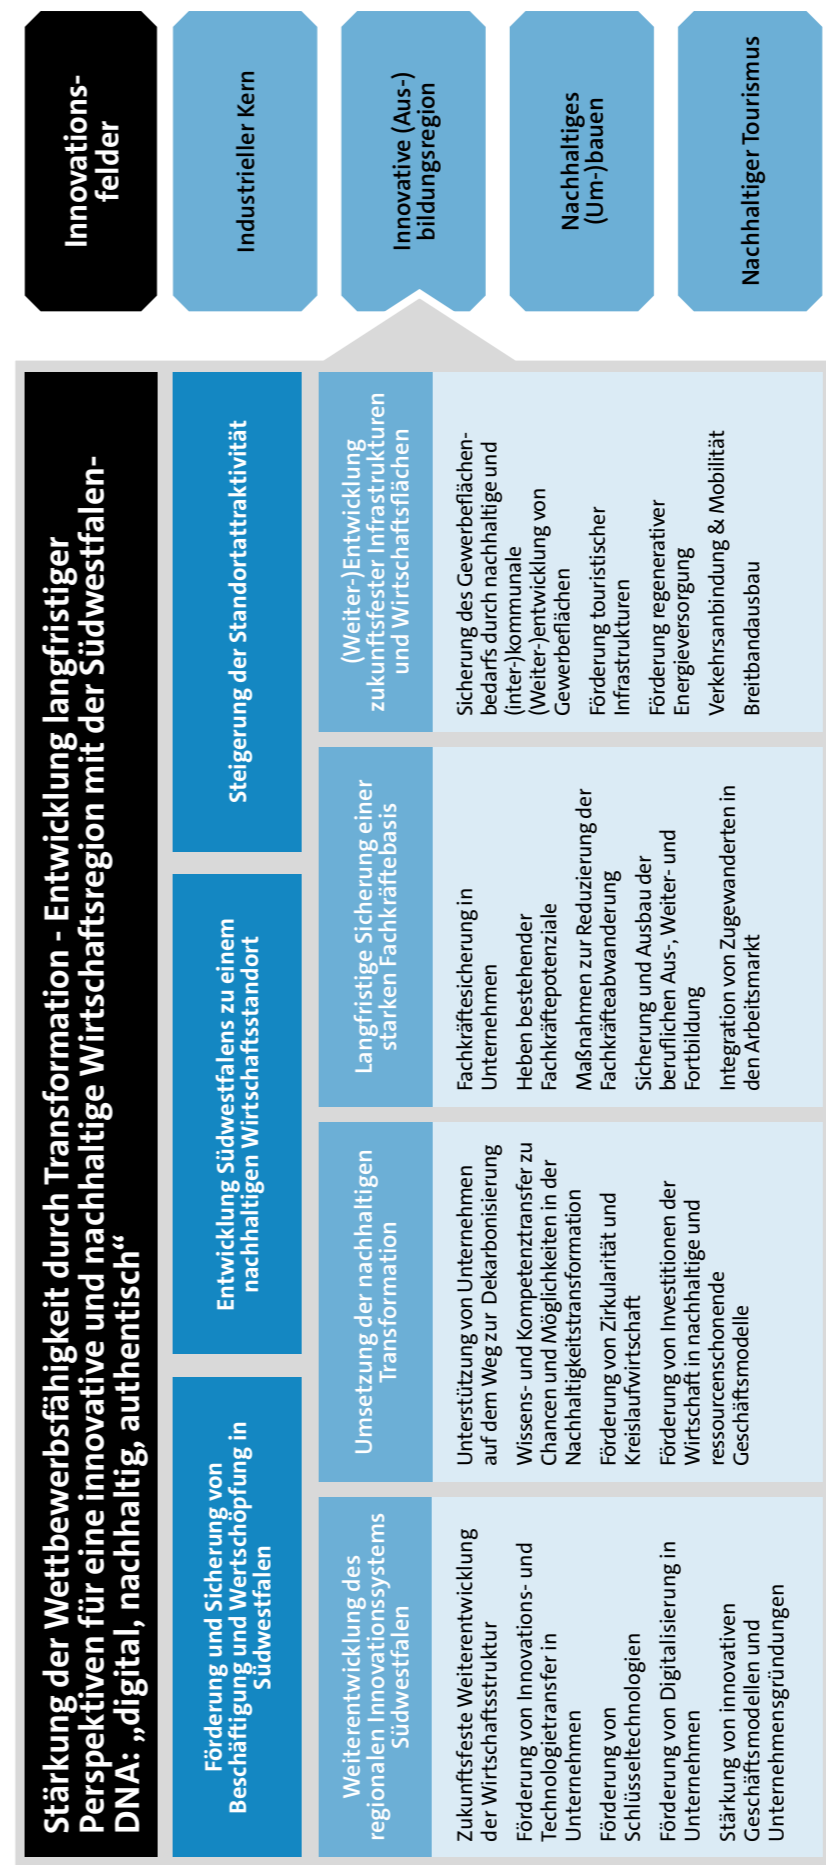 Stärkung der Wettbewerbsfähigkeit durch Transformation - Entwicklung langfristiger
Perspektiven für eine innovative und nachhaltige Wirtschaftsregion mit der Südwestfalen-
DNA: „digital, nachhaltig, authentisch“
Förderung und Sicherung von
Beschäftigung und Wertschöpfung in
Südwestfalen
Entwicklung Südwestfalens zu einem
nachhaltigen Wirtschaftsstandort
Steigerung der Standortattraktivität
Weiterentwicklung des
regionalen Innovationssystems
Südwestfalen
Zukunftsfeste Weiterentwicklung
der Wirtschaftsstruktur
Förderung von Innovations- und
Technologietransfer in
Unternehmen
Förderung von
Schlüsseltechnologien
Förderung von Digitalisierung in
Unternehmen
Stärkung von innovativen
Geschäftsmodellen und
Unternehmensgründungen
Umsetzung der nachhaltigen
Transformation
Unterstützung von Unternehmen
auf dem Weg zur Dekarbonisierung
Wissens- und Kompetenztransfer zu
Chancen und Möglichkeiten in der
Nachhaltigkeitstransformation
Förderung von Zirkularität und
Kreislaufwirtschaft
Förderung von Investitionen der
Wirtschaft in nachhaltige und
ressourcenschonende
Geschäftsmodelle
Langfristige Sicherung einer
starken Fachkräftebasis
Fachkräftesicherung in
Unternehmen
Heben bestehender
Fachkräftepotenziale
Maßnahmen zur Reduzierung der
Fachkräfteabwanderung
Sicherung und Ausbau der
beruflichen Aus-, Weiter- und
Fortbildung
Integration von Zugewanderten in
den Arbeitsmarkt
(Weiter-)Entwicklung
zukunftsfester Infrastrukturen
und Wirtschaftsflächen
Sicherung des Gewerbeflächen-
bedarfs durch nachhaltige und
(inter-)kommunale
(Weiter-)entwicklung von
Gewerbeflächen
Förderung touristischer
Infrastrukturen
Förderung regenerativer
Energieversorgung
Verkehrsanbindung & Mobilität
Breitbandausbau
Innovations-
felder
Industrieller Kern
Innovative (Aus-)
bildungsregion
Nachhaltiges
(Um-)bauen
Nachhaltiger Tourismus